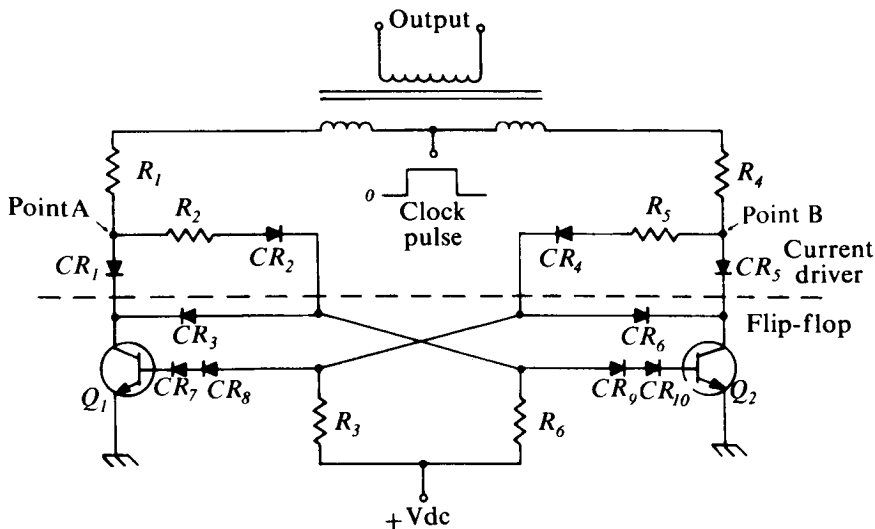 Output
R1
R4
0
Clock
pulse
Point A
R2
R5
Point B
CR1
CR2
CR4
CR5
Current
driver
CR3
CR6
Flip-flop
Q1
CR7
CR8
CR9
CR10
Q2
R3
R6
+Vdc